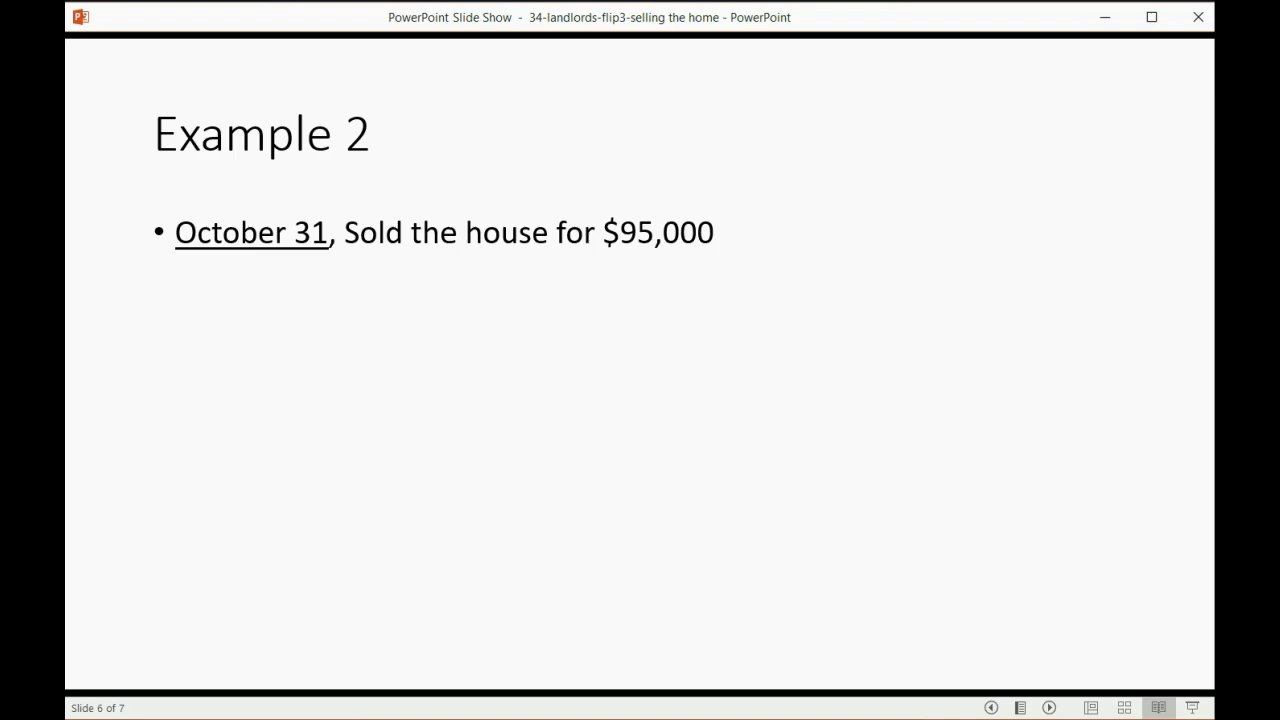 PowerPoint Slide Show - 34-landlords-flip3-selling the home - PowerPoint
Example 2
• October 31, Sold the house for $95,000
Slide 6 of 7